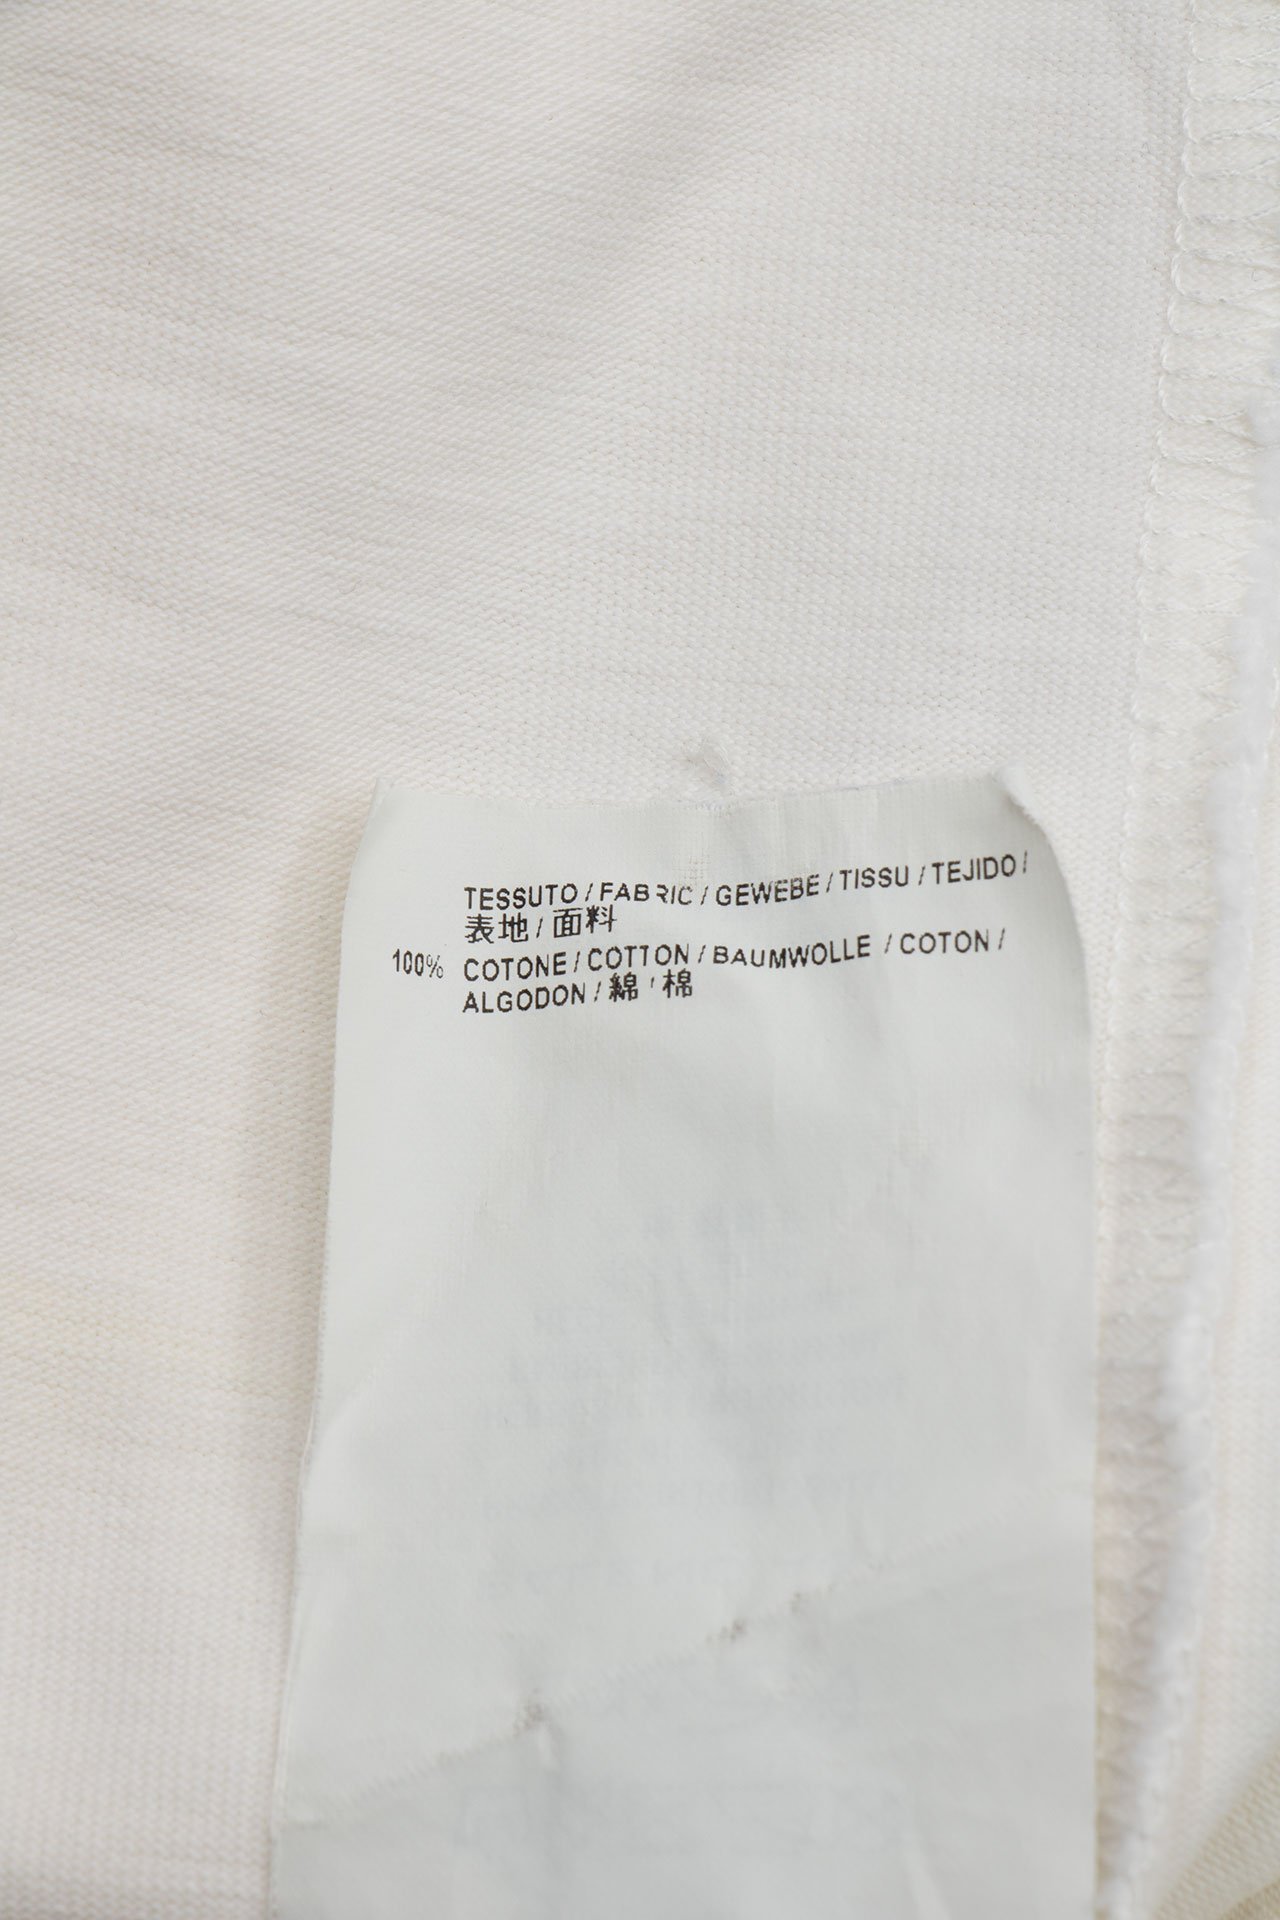 TESSUTO / FABRIC / GEWEBE / TISSU / TEJIDO /
表地 / 面料
100% COTONE / COTTON / BAUMWOLLE / COTON /
ALGODON / 綿 / 棉